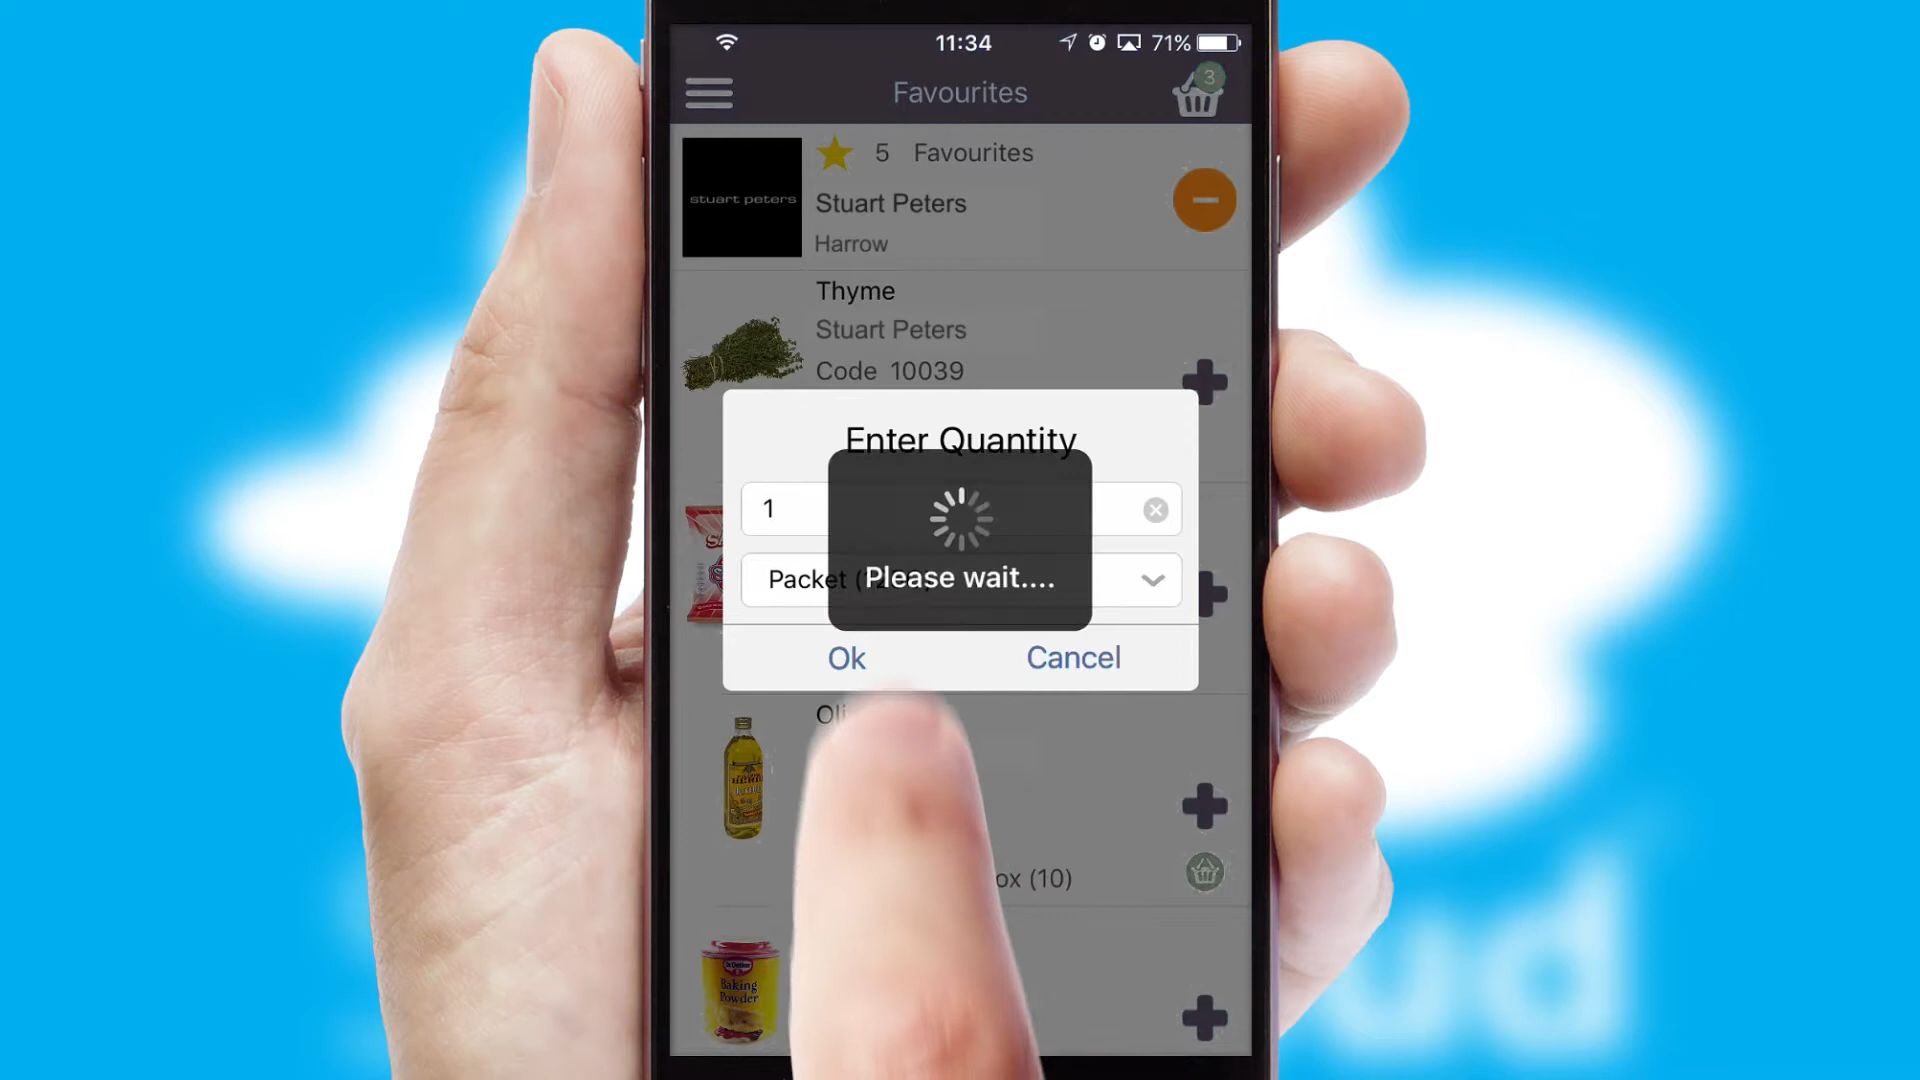 11:34
71%
Favourites
3
5 Favourites
stuart peters
Stuart Peters
Harrow
Thyme
Stuart Peters
Code 10039
Enter Quantity
1
Packet
Please wait....
Ok
Cancel
ox (10)
Baking
Powder
ud